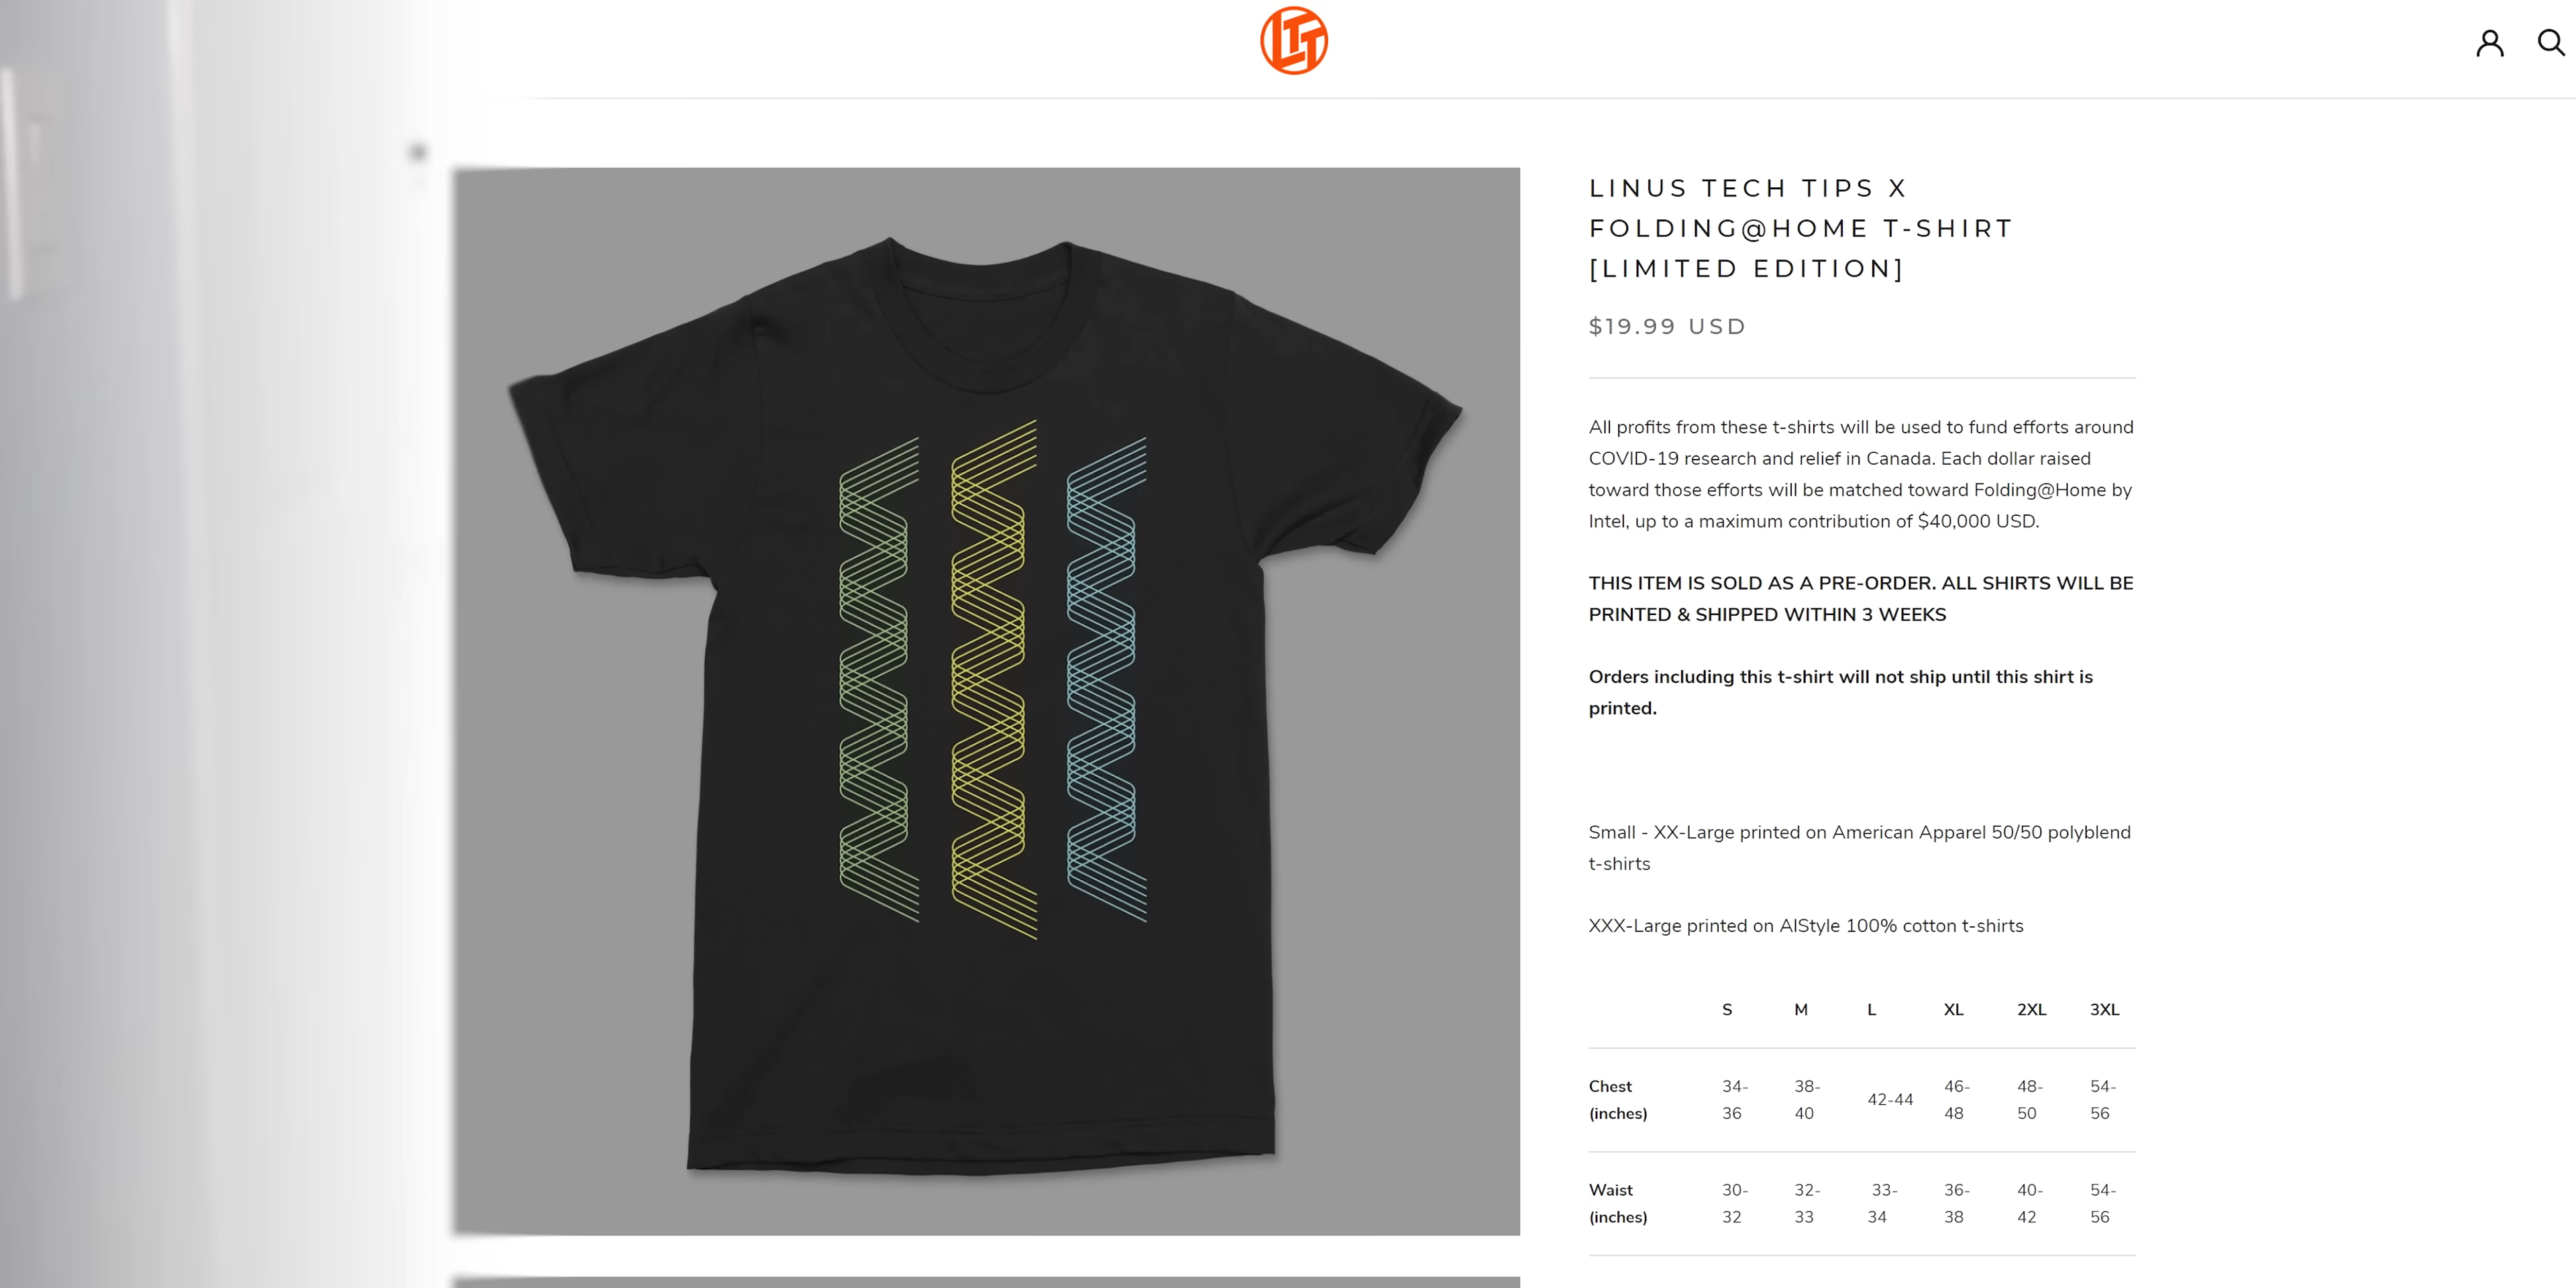 LTT
LINUS TECH TIPS X
FOLDING@HOME T-SHIRT
[LIMITED EDITION]
$19.99 USD
All profits from these t-shirts will be used to fund efforts around
COVID-19 research and relief in Canada. Each dollar raised
toward those efforts will be matched toward Folding@Home by
Intel, up to a maximum contribution of $40,000 USD.
THIS ITEM IS SOLD AS A PRE-ORDER. ALL SHIRTS WILL BE
PRINTED & SHIPPED WITHIN 3 WEEKS
Orders including this t-shirt will not ship until this shirt is
printed.
Small - XX-Large printed on American Apparel 50/50 polyblend
t-shirts
XXX-Large printed on AlStyle 100% cotton t-shirts
S M L XL 2XL 3XL
Chest 34- 38- 42-44 46- 48- 54-
(inches) 36 40 48 50 56
Waist 30- 32- 33- 36- 40- 54-
(inches) 32 33 34 38 42 56